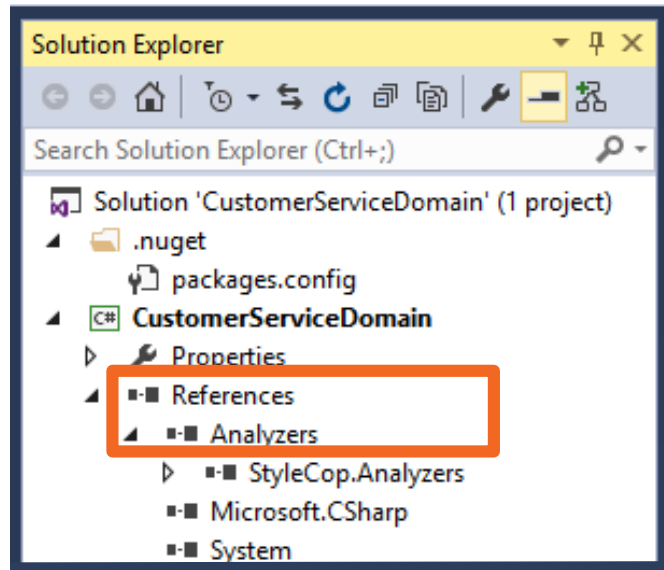 Solution Explorer
Search Solution Explorer (Ctrl+;)
Solution 'CustomerServiceDomain' (1 project)
.nuget
packages.config
C# CustomerServiceDomain
Properties
References
Analyzers
StyleCop.Analyzers
Microsoft.CSharp
System